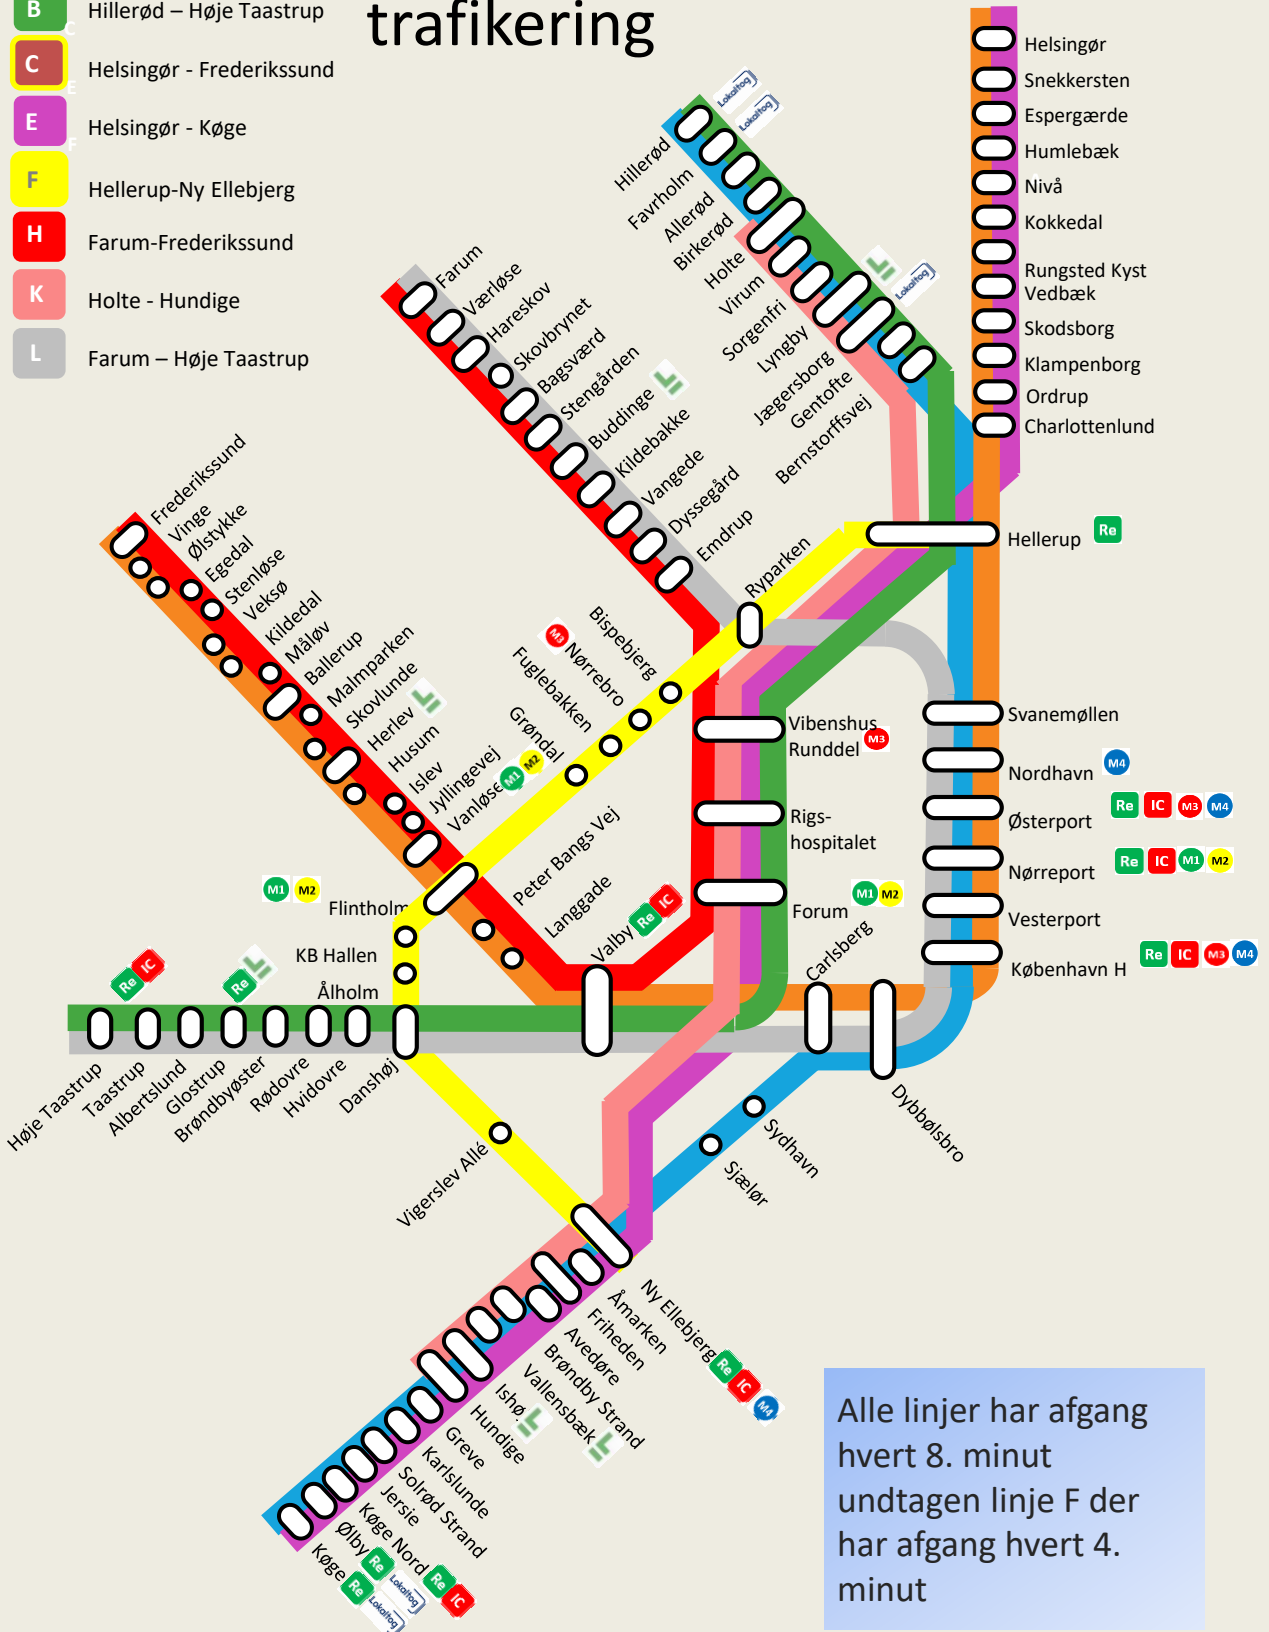 trafikering
B
Hillerød – Høje Taastrup
C
C
Helsingør - Frederikssund
E
E
Helsingør - Køge
F
F
Hellerup-Ny Ellebjerg
H
Farum-Frederikssund
K
Holte - Hundige
L
Farum – Høje Taastrup
Helsingør
Snekkersten
Espergærde
Humlebæk
Nivå
Kokkedal
Rungsted Kyst
Vedbæk
Skodsborg
Klampenborg
Ordrup
Charlottenlund
Lokaltog
Lokaltog
Hillerød
Favrholm
Allerød
Birkerød
Holte
Virum
Sorgenfri
Lyngby
Lokaltog
Jægersborg
Gentofte
Bernstorffsvej
Hellerup
Re
Farum
Værløse
Hareskov
Skovbrynet
Bagsværd
Stengården
Buddinge
Kildebakke
Vangede
Dyssegård
Emdrup
Ryparken
Bispebjerg
M3
Nørrebro
Fuglebakken
Grøndal
Frederikssund
Vinge
Ølstykke
Egedal
Stenløse
Veksø
Kildedal
Måløv
Ballerup
Malmparken
Skovlunde
Herlev
Husum
Islev
Jyllingevej
Vanløse
M1
M2
M1
M2
Flintholm
KB Hallen
Ålholm
Peter Bangs Vej
Langgade
Valby
Re
IC
Vibenshus
Runddel
M3
Rigs-
hospitalet
Forum
M1
M2
Carlsberg
Svanemøllen
Nordhavn
M4
Østerport
Re
IC
M3
M4
Nørreport
Re
IC
M1
M2
Vesterport
København H
Re
IC
M3
M4
Re
IC
Re
Høje Taastrup
Taastrup
Albertslund
Glostrup
Brøndbyøster
Rødovre
Hvidovre
Danshøj
Dybbølsbro
Sydhavn
Sjælør
Vigerslev Allé
Ny Ellebjerg
Re
IC
M4
Åmarken
Friheden
Avedøre
Brøndby Strand
Vallensbæk
Ishøj
Hundige
Greve
Karlslunde
Solrød Strand
Jersie
Køge Nord
Re
IC
Ølby
Re
Lokaltog
Køge
Re
Lokaltog
Alle linjer har afgang
hvert 8. minut
undtagen linje F der
har afgang hvert 4.
minut